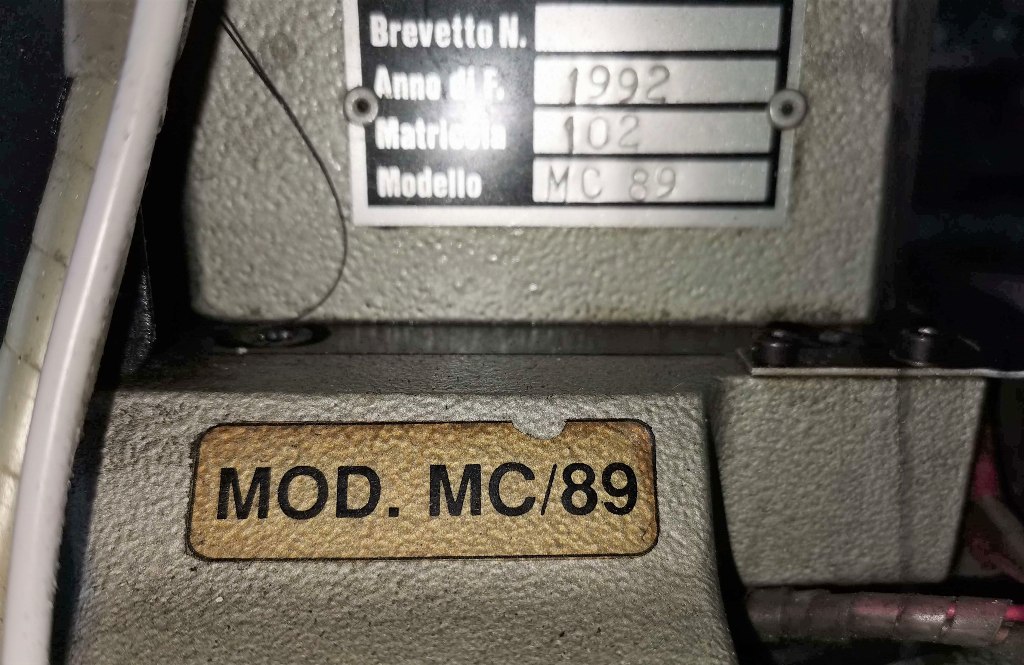 Brevetto N.
Anno di F. 1992
Matricola 102
Modello MC 89
MOD. MC/89